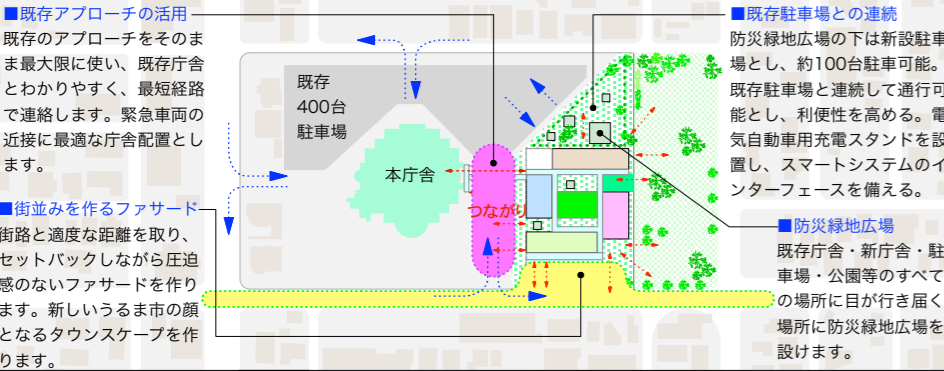 ■既存アプローチの活用
既存のアプローチをそのま
ま最大限に使い、既存庁舎
とわかりやすく、最短経路
で連絡します。緊急車両の
近接に最適な庁舎配置とし
ます。
■街並みを作るファサード
街路と適度な距離を取り、
セットバックしながら圧迫
感のないファサードを作り
ます。新しいうるま市の顔
となるタウンスケープを作
ります。
既存
400台
駐車場
本庁舎
つながり
■既存駐車場との連続
防災緑地広場の下は新設駐車
場とし、約100台駐車可能。
既存駐車場と連続して通行可
能とし、利便性を高める。電
気自動車用充電スタンドを設
置し、スマートシステムのイ
ンターフェースを備える。
■防災緑地広場
既存庁舎・新庁舎・駐
車場・公園等のすべて
の場所に目が行き届く
場所に防災緑地広場を
設けます。